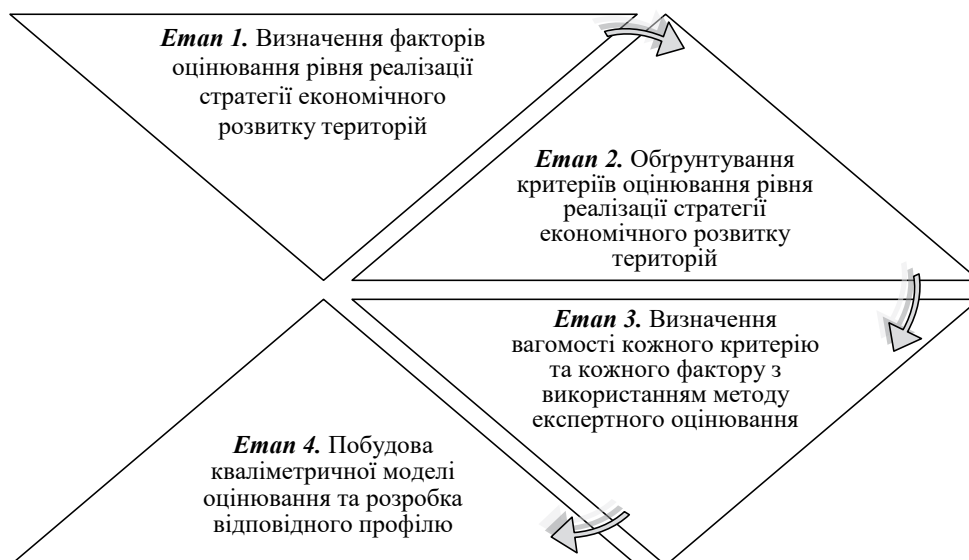 Етап 1. Визначення факторів
оцінювання рівня реалізації
стратегії економічного
розвитку територій
Етап 2. Обґрунтування
критеріїв оцінювання рівня
реалізації стратегії
економічного розвитку
територій
Етап 3. Визначення
вагомості кожного критерію
та кожного фактору з
використанням методу
експертного оцінювання
Етап 4. Побудова
кваліметричної моделі
оцінювання та розробка
відповідного профілю